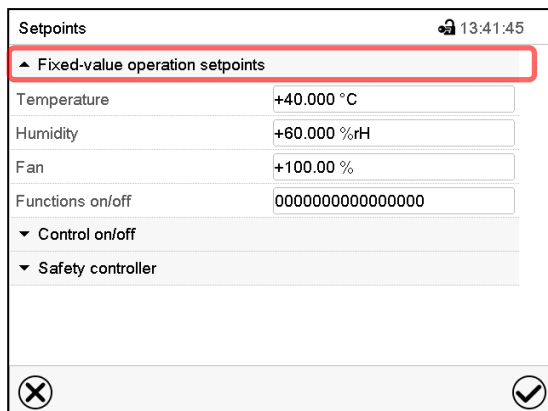 Setpoints 13:41:45
Fixed-value operation setpoints
Temperature +40.000 °C
Humidity +60.000 %rH
Fan +100.00 %
Functions on/off 0000000000000000
Control on/off
Safety controller